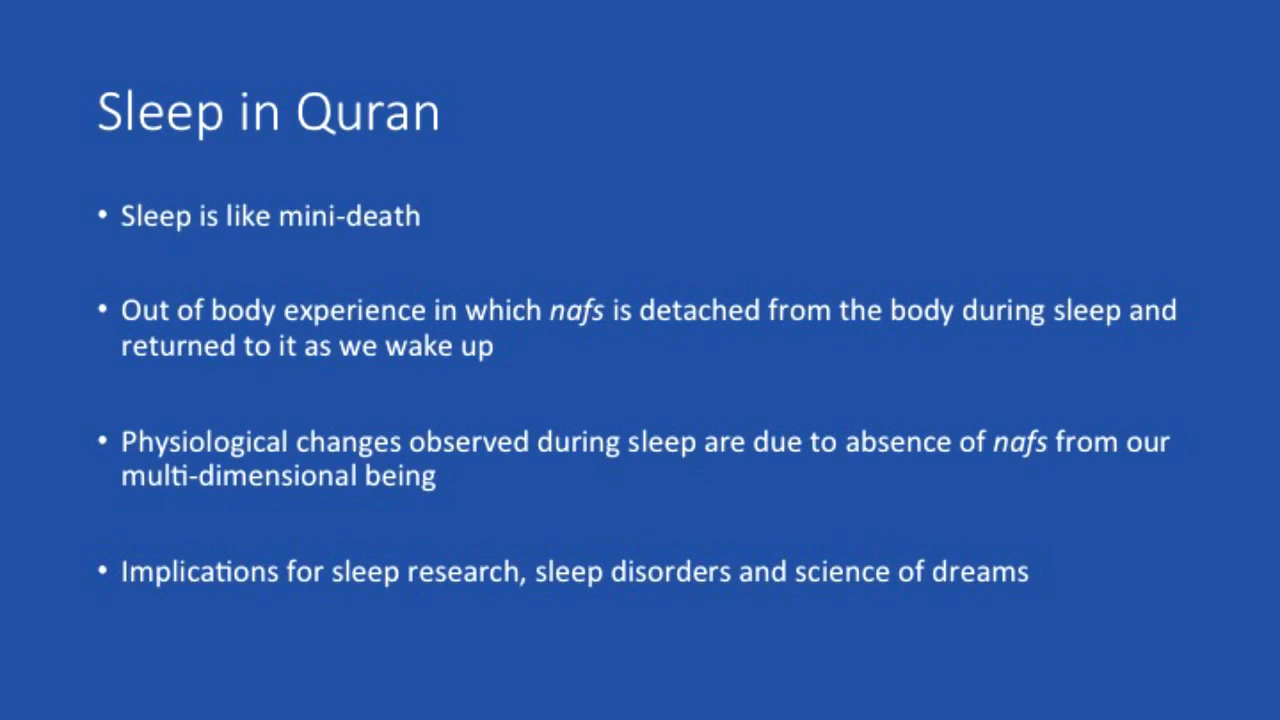 Sleep in Quran
• Sleep is like mini-death
• Out of body experience in which nafs is detached from the body during sleep and
returned to it as we wake up
• Physiological changes observed during sleep are due to absence of nafs from our
multi-dimensional being
• Implications for sleep research, sleep disorders and science of dreams